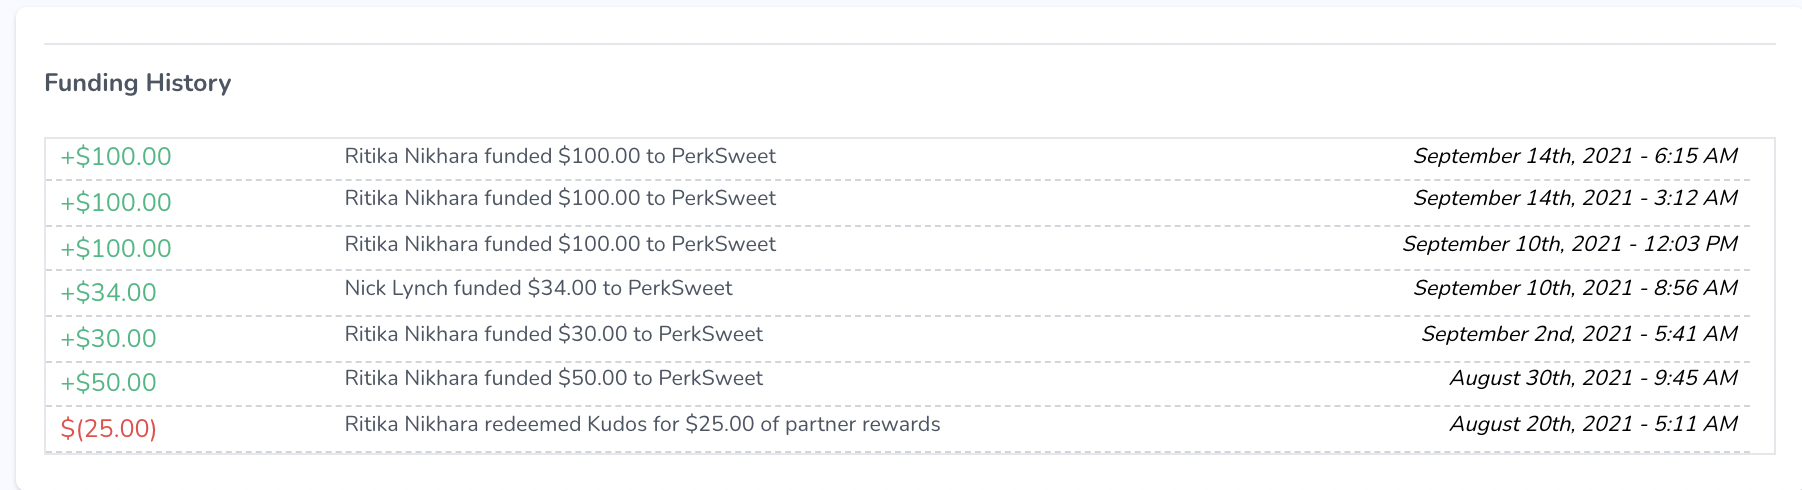 Funding History
+$100.00 Ritika Nikhara funded $100.00 to PerkSweet September 14th, 2021 - 6:15 AM
+$100.00 Ritika Nikhara funded $100.00 to PerkSweet September 14th, 2021 - 3:12 AM
+$100.00 Ritika Nikhara funded $100.00 to PerkSweet September 10th, 2021 - 12:03 PM
+$34.00 Nick Lynch funded $34.00 to PerkSweet September 10th, 2021 - 8:56 AM
+$30.00 Ritika Nikhara funded $30.00 to PerkSweet September 2nd, 2021 - 5:41 AM
+$50.00 Ritika Nikhara funded $50.00 to PerkSweet August 30th, 2021 - 9:45 AM
$(25.00) Ritika Nikhara redeemed Kudos for $25.00 of partner rewards August 20th, 2021 - 5:11 AM